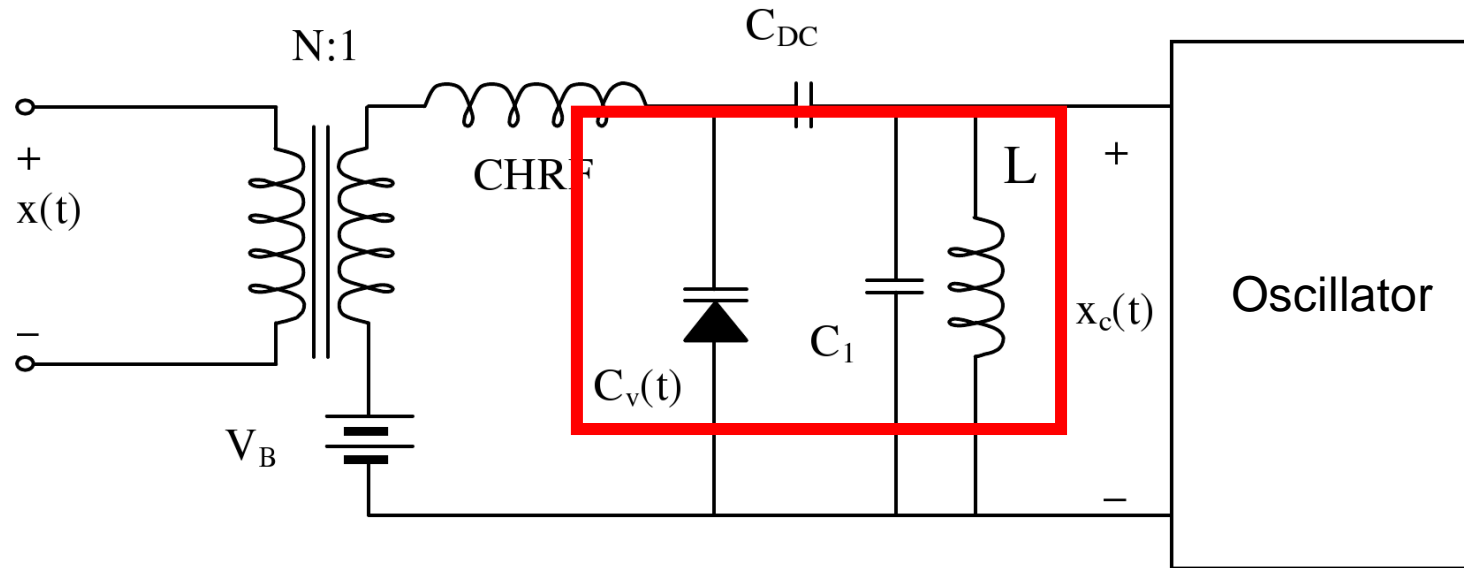 C_DC
N:1
+
x(t)
–
CHRF
L
+
C_v(t)
C_1
x_c(t)
–
V_B
Oscillator